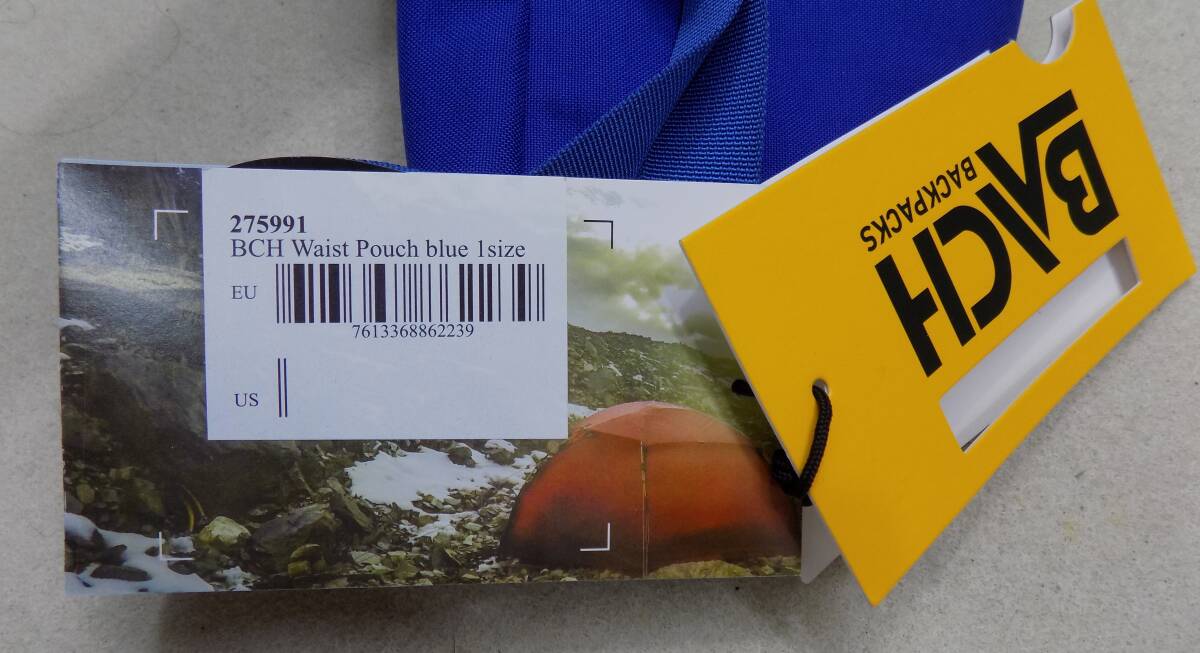 275991
BCH Waist Pouch blue 1size
EU
7613368862239
US
BACH
BACKPACKS